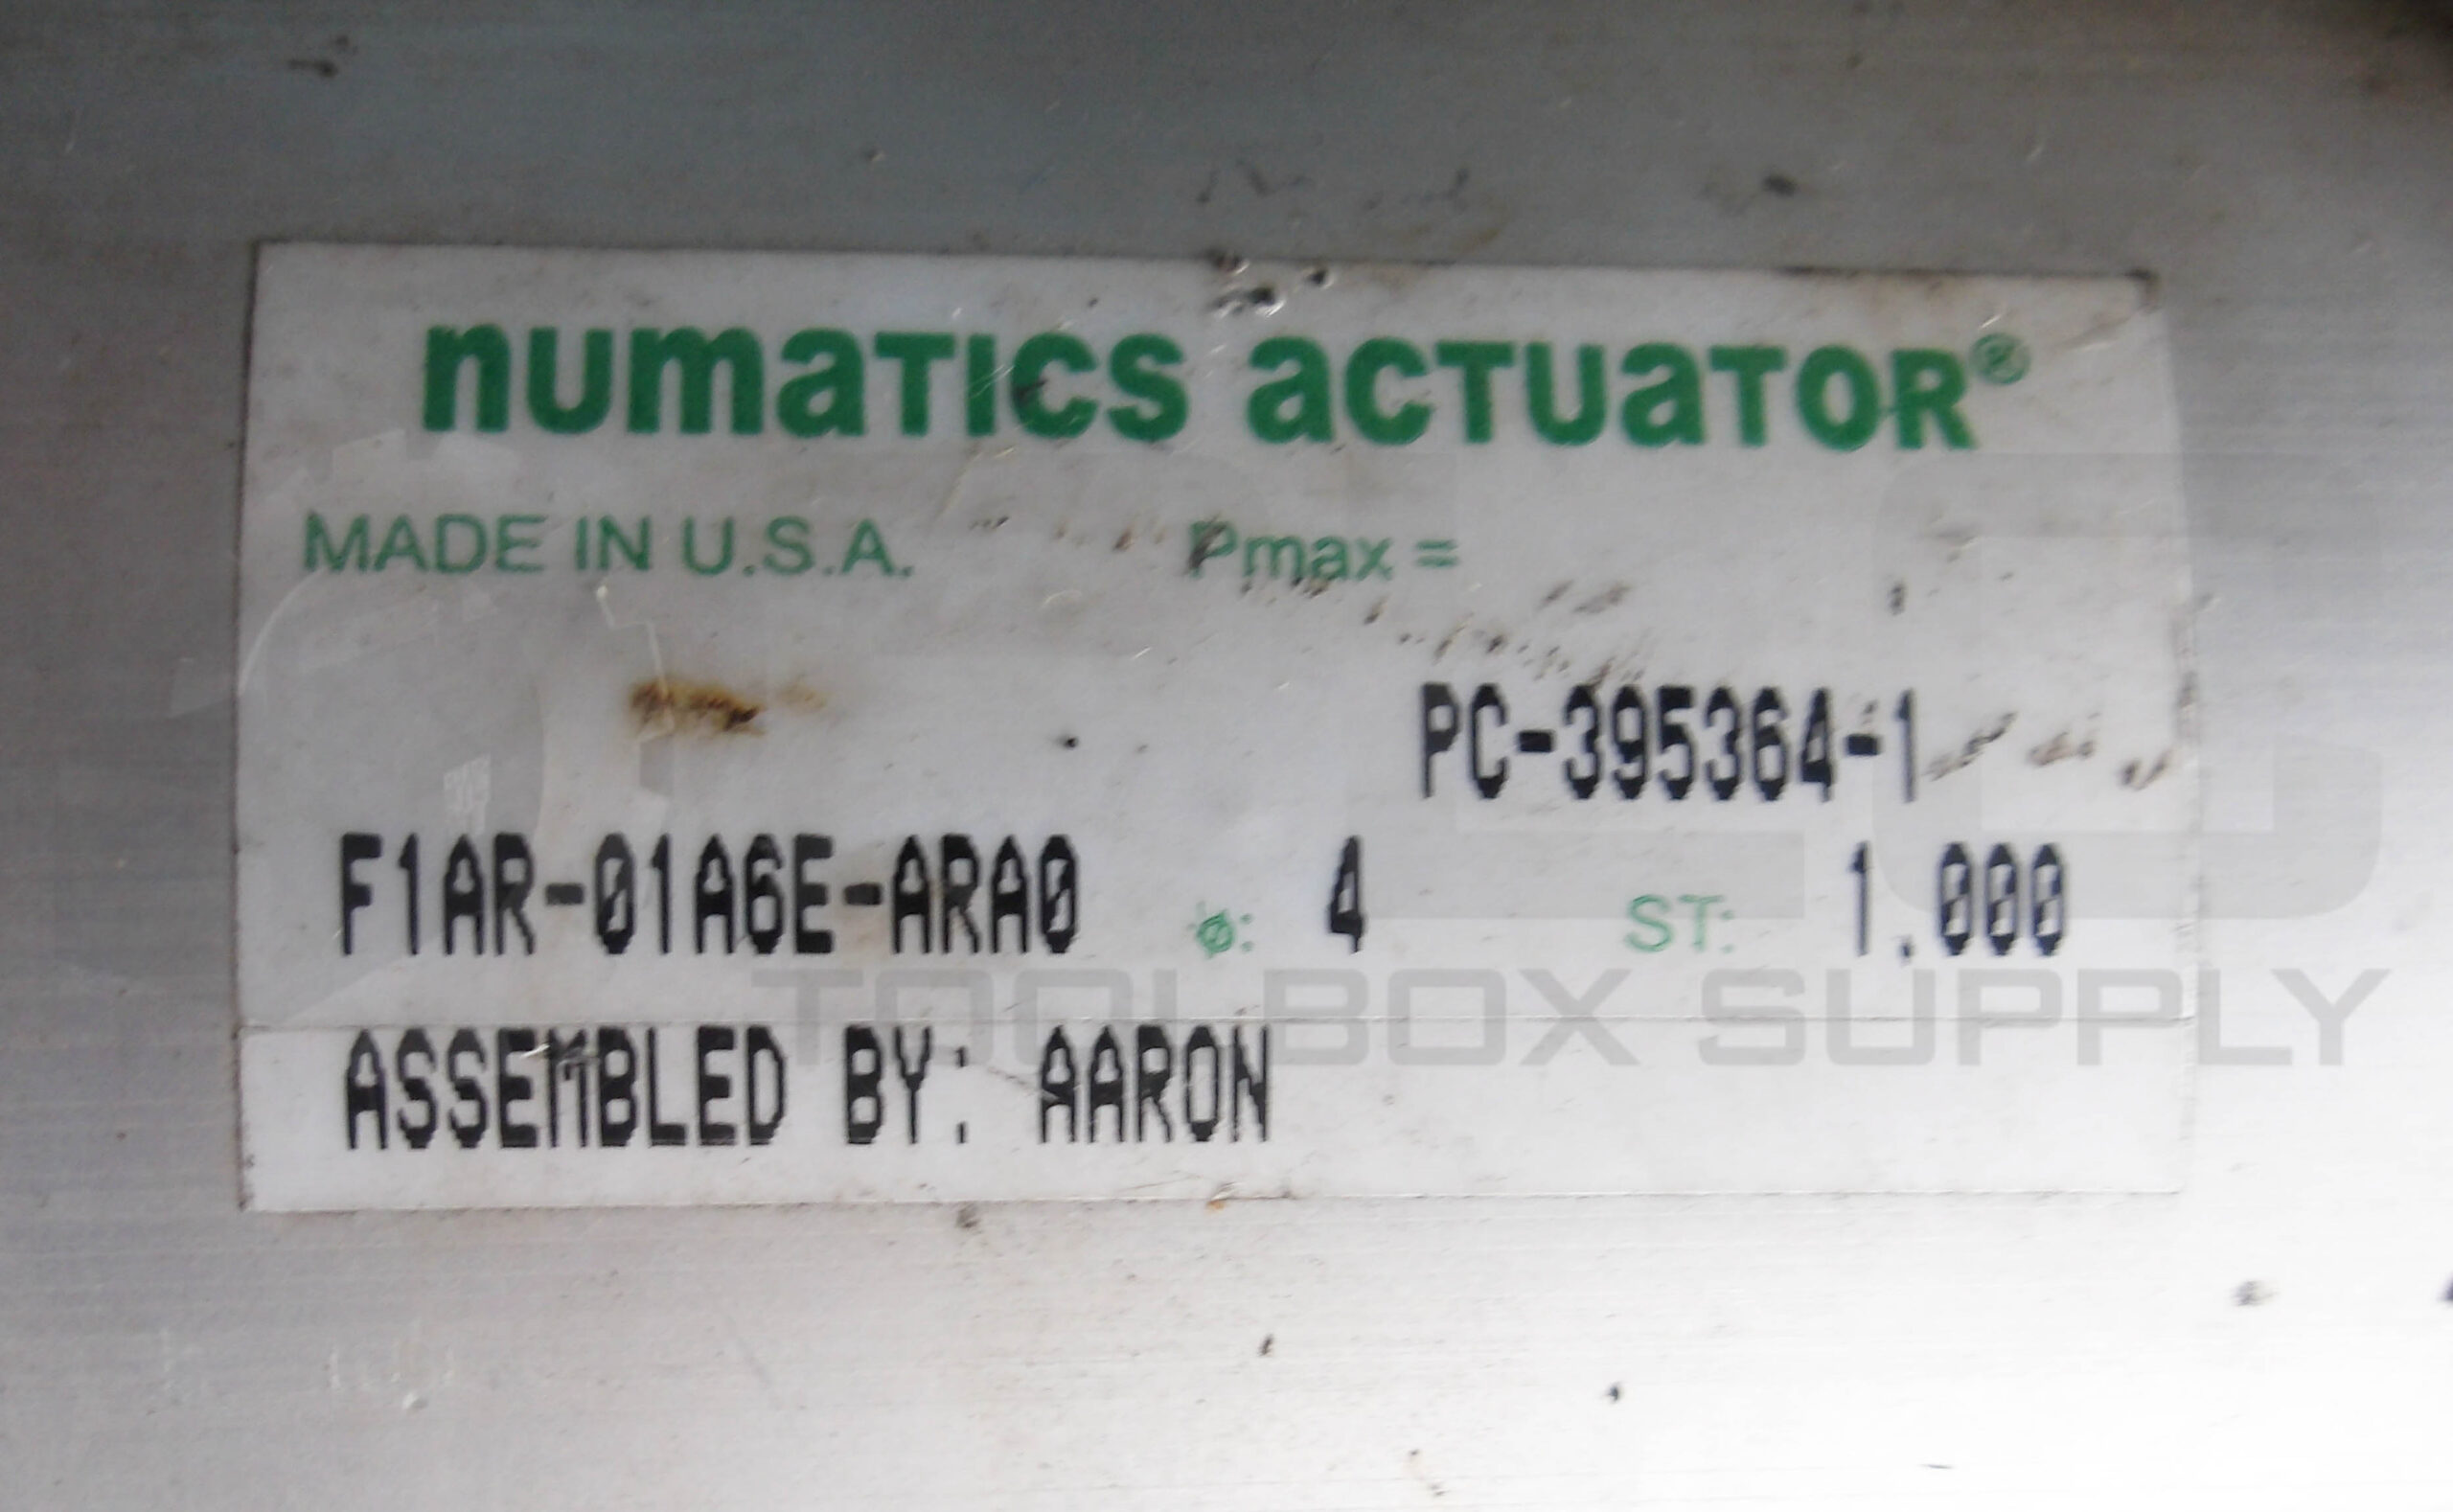 numatics actuator®
MADE IN U.S.A. Pmax =
PC-395364-1
F1AR-01A6E-ARA0 ø: 4 ST: 1.000
TOOLBOX SUPPLY
ASSEMBLED BY: AARON